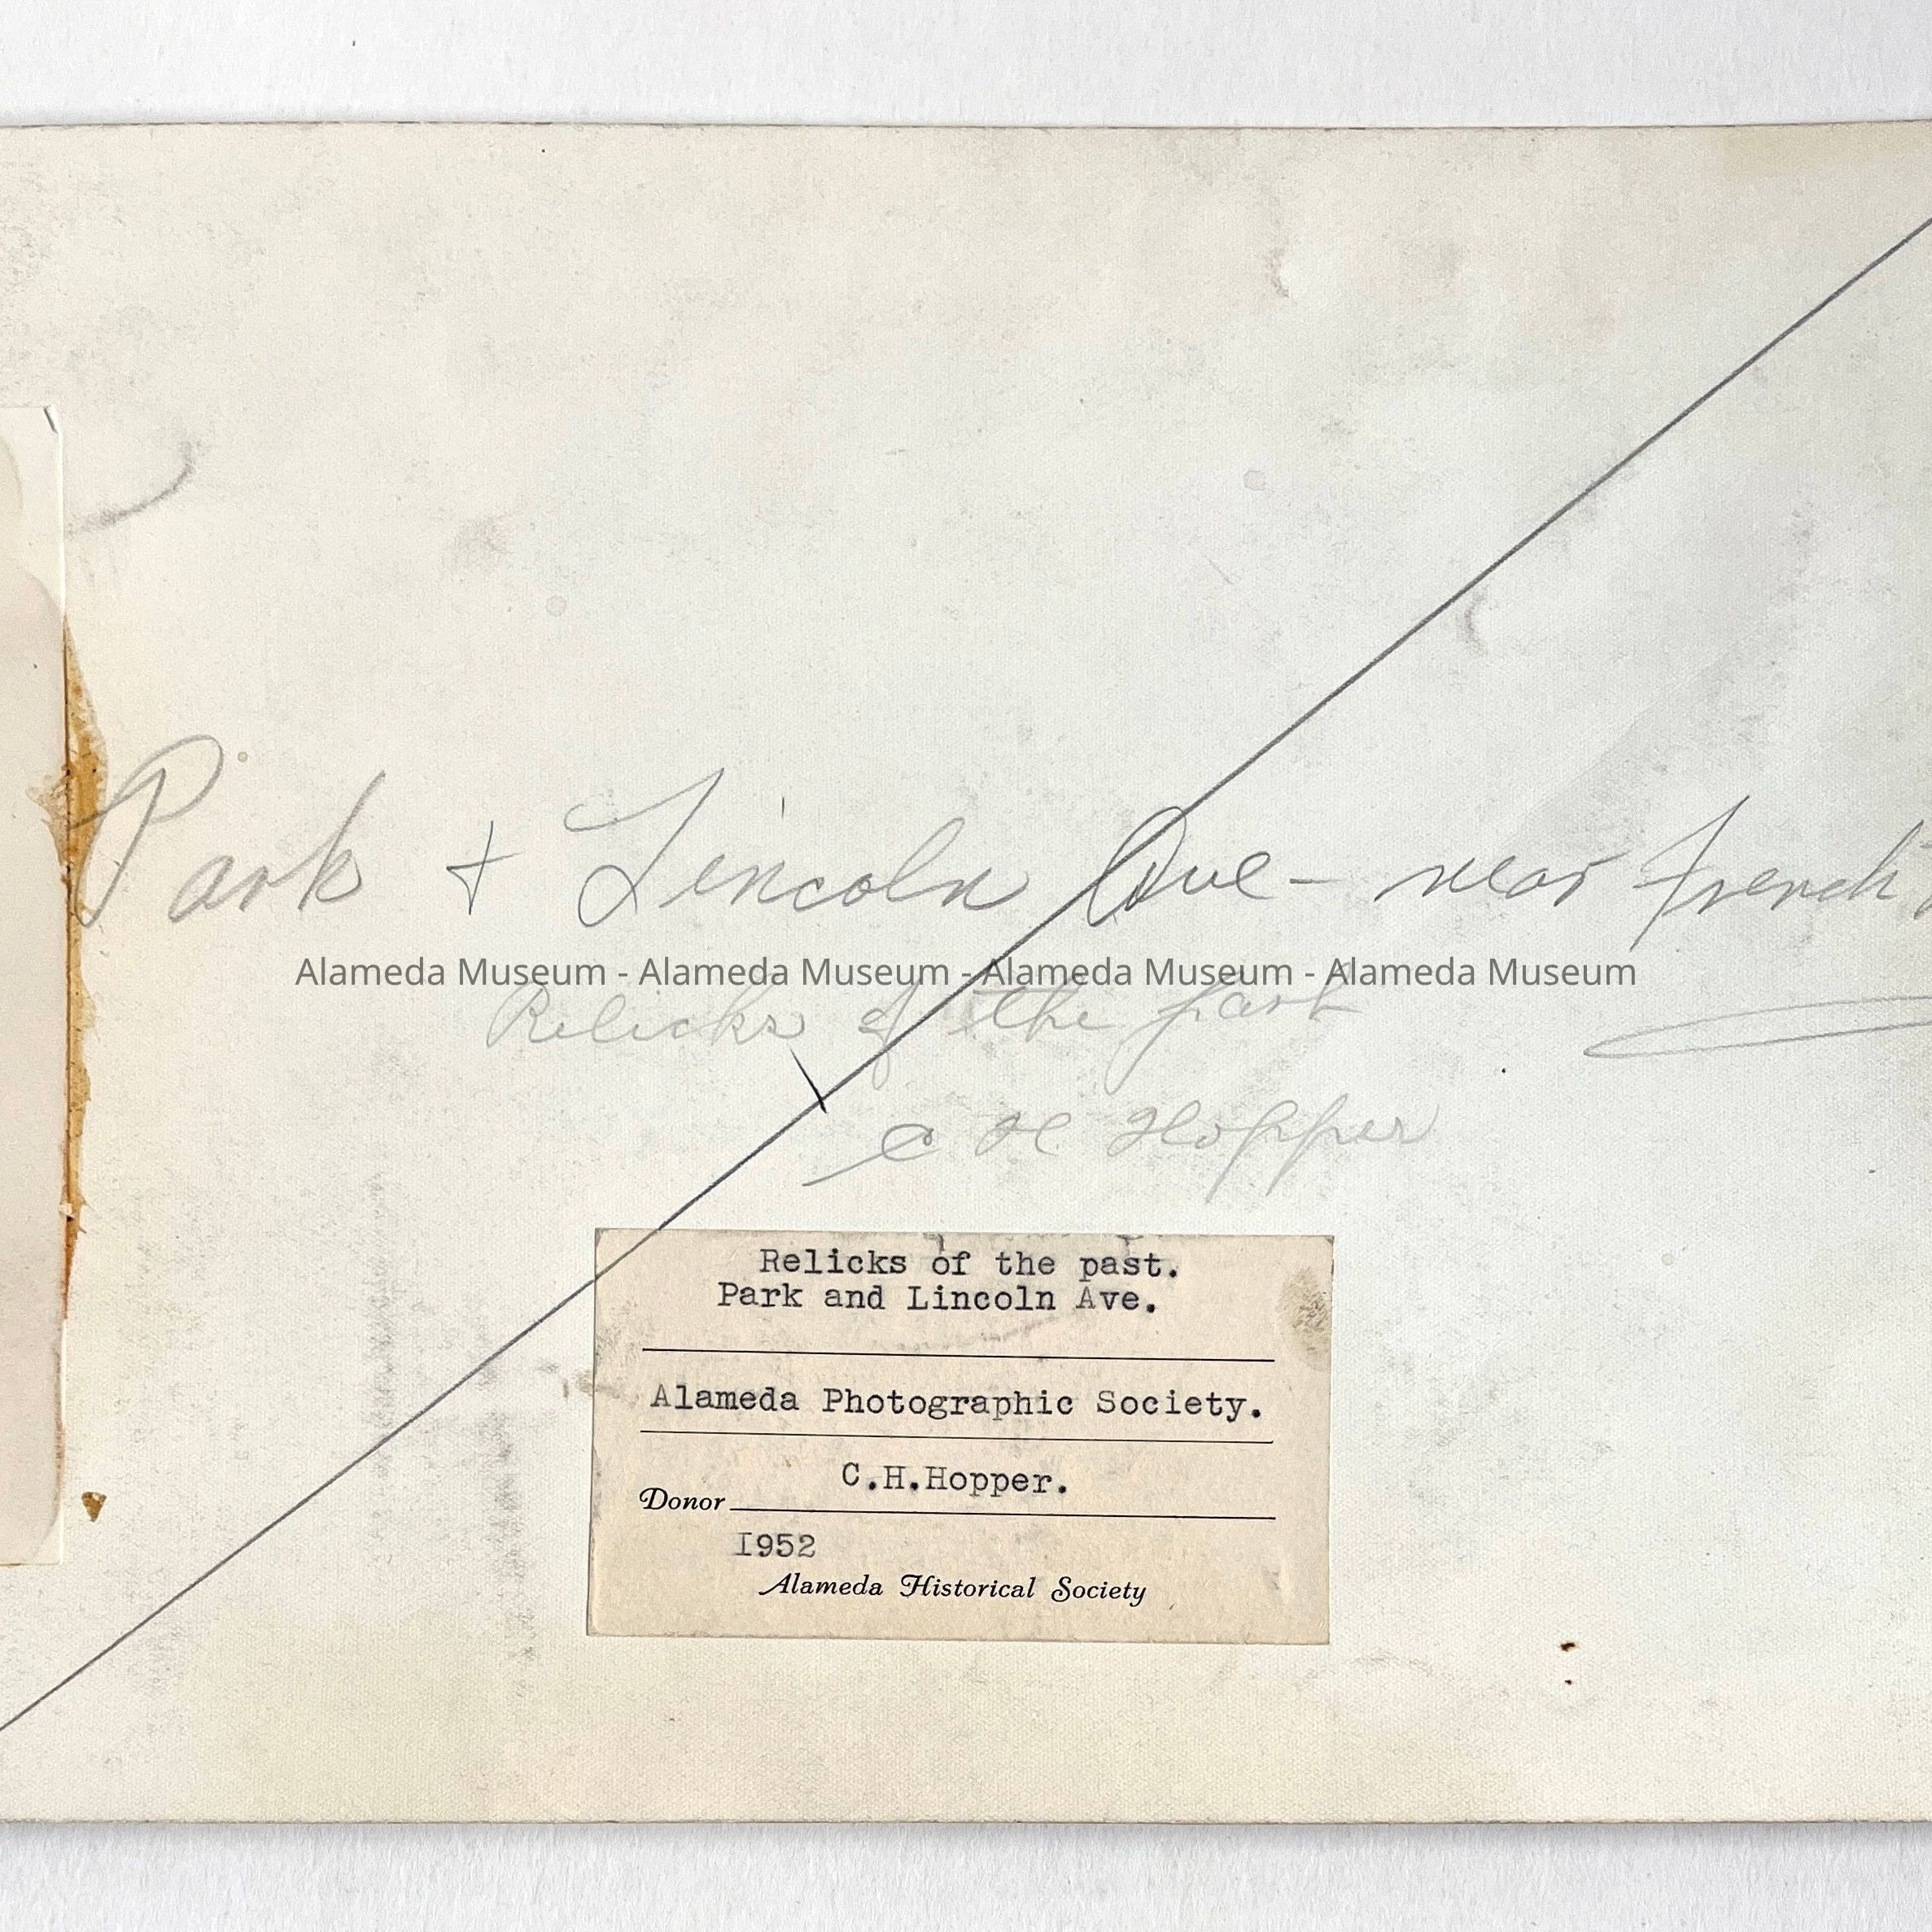 Park + Lincoln Ave - near French
Alameda Museum - Alameda Museum - Alameda Museum - Alameda Museum
Relicks of the past
C H Hopper
Relicks of the past.
Park and Lincoln Ave.
Alameda Photographic Society.
C.H.Hopper.
Donor
1952
Alameda Historical Society